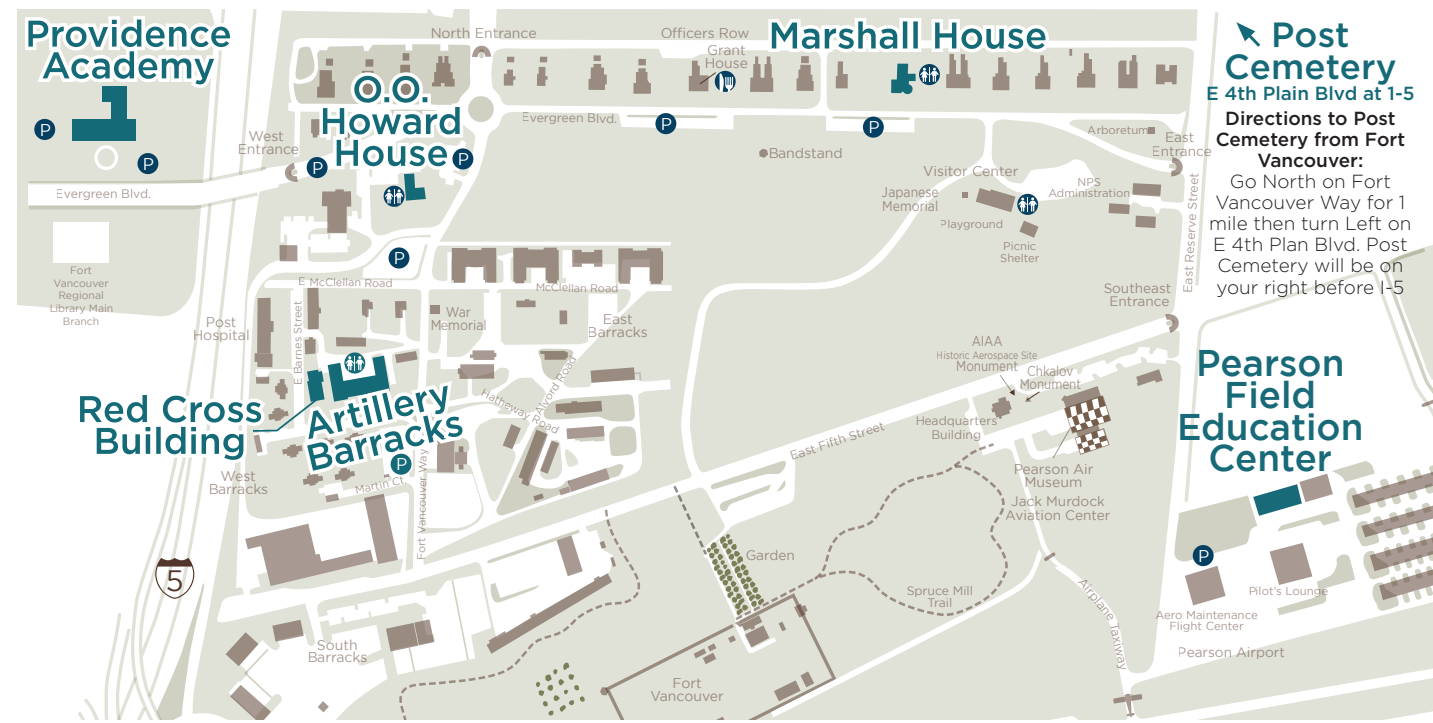 Providence
Academy
North Entrance
Officers Row
Grant
House
Marshall House
Post
Cemetery
E 4th Plain Blvd at 1-5
Directions to Post
Cemetery from Fort
Vancouver:
Go North on Fort
Vancouver Way for 1
mile then turn Left on
E 4th Plan Blvd. Post
Cemetery will be on
your right before I-5
O.O.
Howard
House
P
P
P
P
P
P
West
Entrance
Evergreen Blvd.
Evergreen Blvd.
Bandstand
Arboretum
East
Entrance
Visitor Center
Japanese
Memorial
NPS
Administration
Playground
Picnic
Shelter
East Reserve Street
Fort
Vancouver
Regional
Library Main
Branch
P
E McClellan Road
McClellan Road
Southeast
Entrance
Post
Hospital
E Barnes Street
War
Memorial
East
Barracks
AIAA
Historic Aerospace Site
Monument
Chkalov
Monument
Pearson
Field
Education
Center
Red Cross
Building
Artillery
Barracks
P
Hatheway Road
Alvord Road
East Fifth Street
Headquarters
Building
West
Barracks
Martin Ct
Fort Vancouver Way
Pearson Air
Museum
Jack Murdock
Aviation Center
5
Garden
P
Spruce Mill
Trail
Airplane Taxiway
Pilot's Lounge
Aero Maintenance
Flight Center
Pearson Airport
South
Barracks
Fort
Vancouver